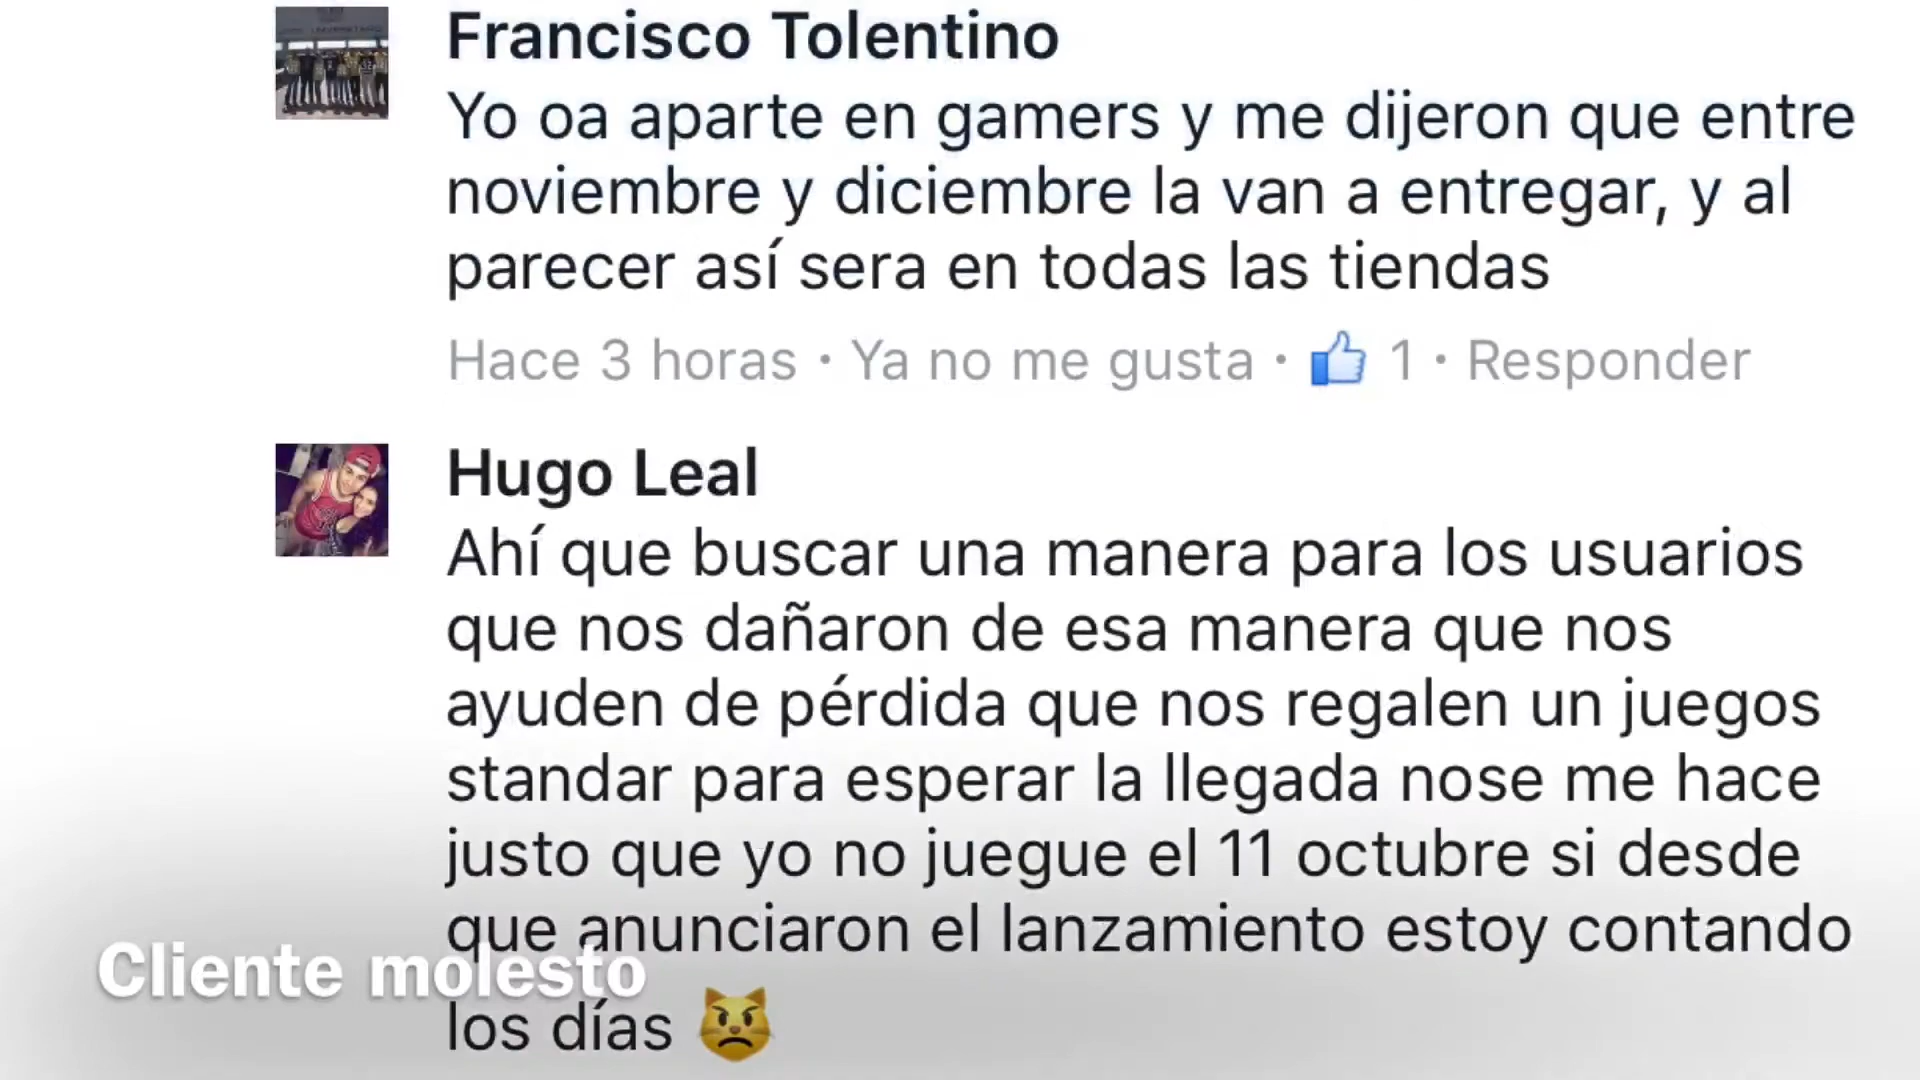 Francisco Tolentino
Yo oa aparte en gamers y me dijeron que entre
noviembre y diciembre la van a entregar, y al
parecer así sera en todas las tiendas
Hace 3 horas · Ya no me gusta · 1 · Responder
Hugo Leal
Ahí que buscar una manera para los usuarios
que nos dañaron de esa manera que nos
ayuden de pérdida que nos regalen un juegos
standar para esperar la llegada nose me hace
justo que yo no juegue el 11 octubre si desde
que anunciaron el lanzamiento estoy contando
los días 😾
Cliente molesto